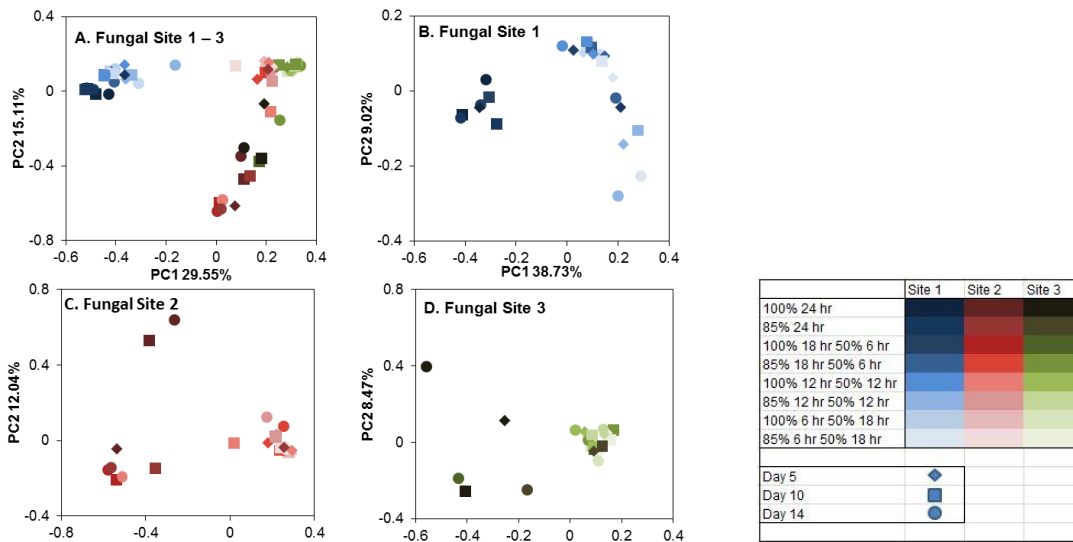 A. Fungal Site 1 – 3
0.4
0
-0.4
-0.8
PC2 15.11%
-0.6 -0.4 -0.2 0 0.2 0.4
PC1 29.55%
B. Fungal Site 1
0.2
0
-0.2
-0.4
PC2 9.02%
-0.6 -0.4 -0.2 0 0.2 0.4
PC1 38.73%
C. Fungal Site 2
0.8
0.4
0
-0.4
PC2 12.04%
-0.8 -0.6 -0.4 -0.2 0 0.2 0.4
D. Fungal Site 3
0.8
0.4
0
-0.4
PC2 8.47%
-0.6 -0.4 -0.2 0 0.2 0.4
Site 1 Site 2 Site 3
100% 24 hr
85% 24 hr
100% 18 hr 50% 6 hr
85% 18 hr 50% 6 hr
100% 12 hr 50% 12 hr
85% 12 hr 50% 12 hr
100% 6 hr 50% 18 hr
85% 6 hr 50% 18 hr
Day 5
Day 10
Day 14